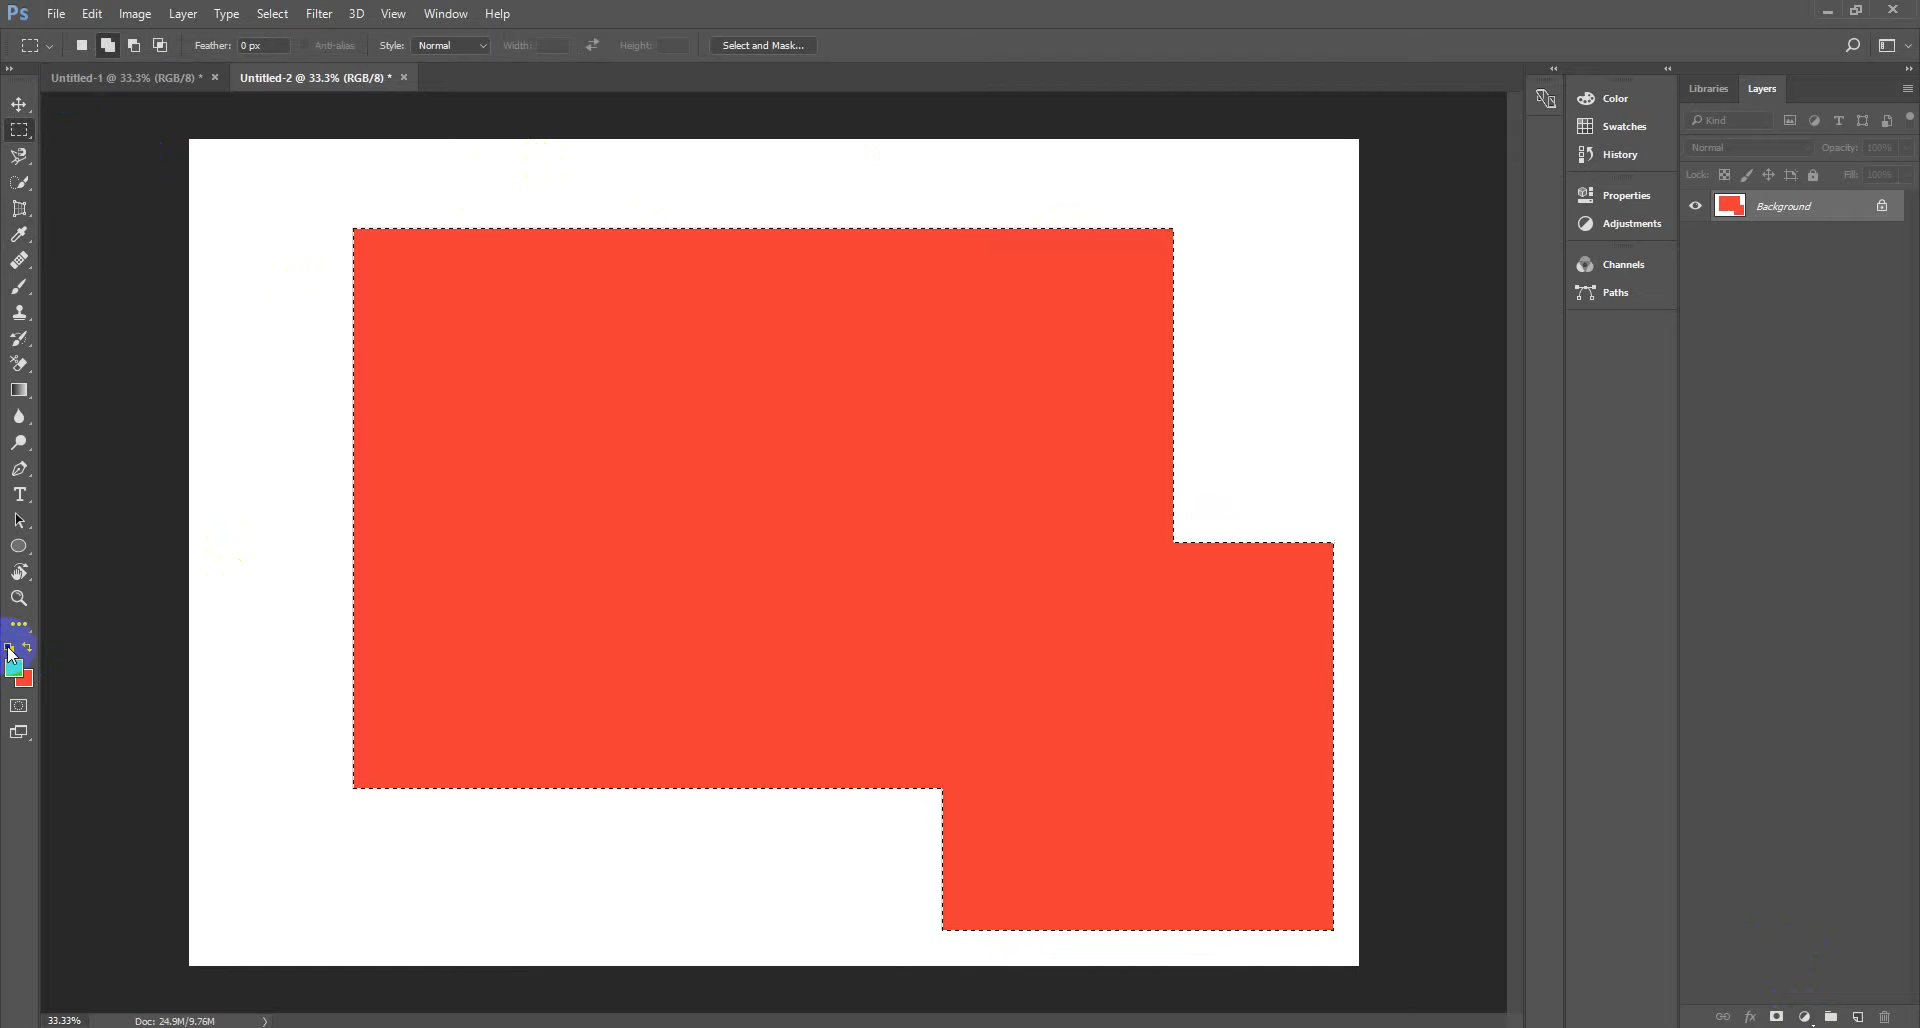 Ps File Edit Image Layer Type Select Filter 3D View Window Help
Feather: 0 px Anti-alias Style: Normal Width: Height: Select and Mask...
Untitled-1 @ 33.3% (RGB/8) * × Untitled-2 @ 33.3% (RGB/8) * ×
Color
Swatches
History
Properties
Adjustments
Channels
Paths
Libraries Layers
Kind
Normal Opacity: 100%
Lock: Fill: 100%
Background
T
fx
33.33% Doc: 24.9M/9.76M